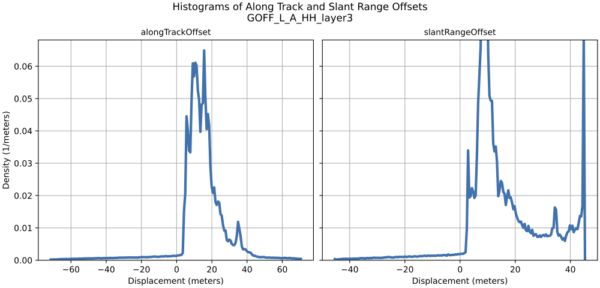 Histograms of Along Track and Slant Range Offsets
GOFF_L_A_HH_layer3
alongTrackOffset
slantRangeOffset
Density (1/meters)
0.06
0.05
0.04
0.03
0.02
0.01
0.00
−60 −40 −20 0 20 40 60
−40 −20 0 20 40
Displacement (meters)
Displacement (meters)